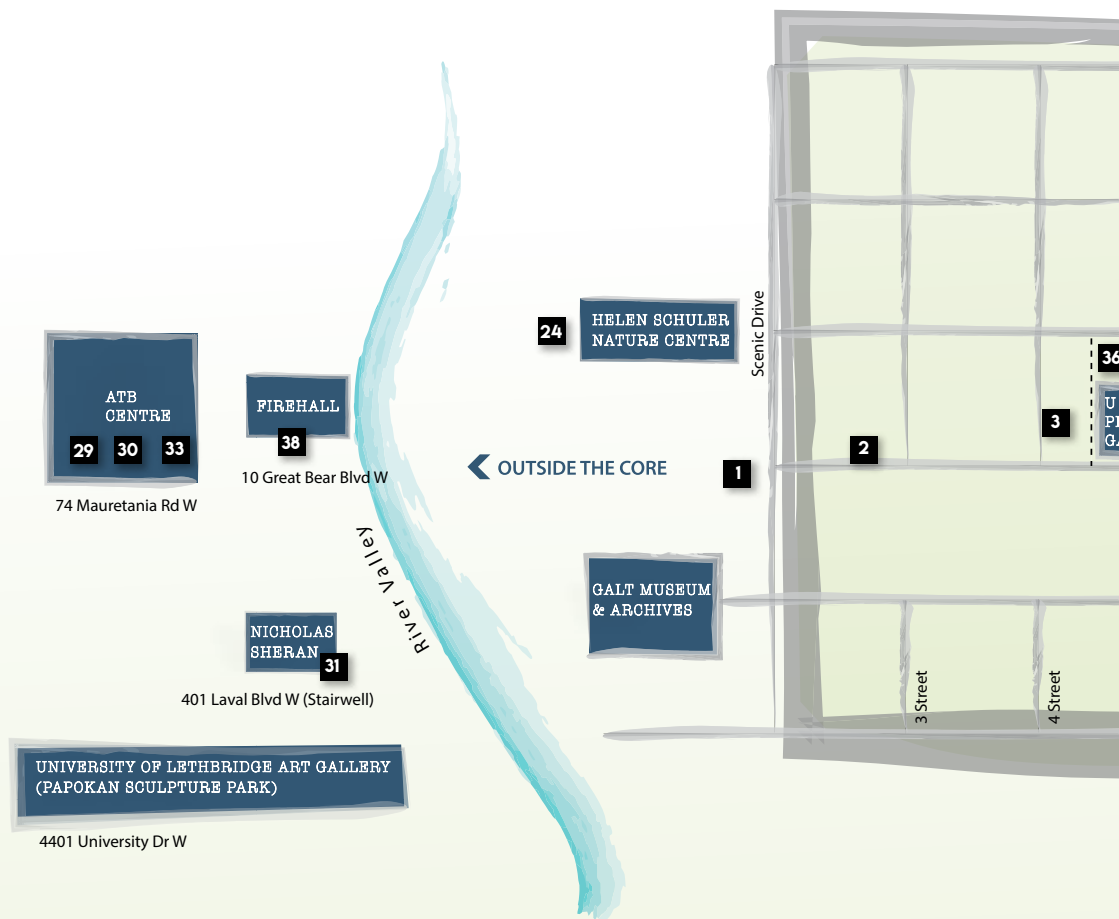 Scenic Drive
24
HELEN SCHULER
NATURE CENTRE
36
U
ATB
CENTRE
29
30
33
74 Mauretania Rd W
FIREHALL
38
10 Great Bear Blvd W
OUTSIDE THE CORE
1
2
3
River Valley
GALT MUSEUM
& ARCHIVES
NICHOLAS
SHERAN
31
401 Laval Blvd W (Stairwell)
3 Street
4 Street
UNIVERSITY OF LETHBRIDGE ART GALLERY
(PAPOKAN SCULPTURE PARK)
4401 University Dr W